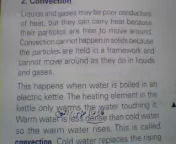 2. Convection
Liquids and gases may be poor conductors
of heat, but they can carry heat because
their particles are free to move around.
Convection cannot happen in solids because
the particles are held in a framework and
cannot move around as they do in liquids
and gases.
This happens when water is boiled in an
electric kettle. The heating element in the
kettle only warms the water touching it.
Warm water is less than cold water
so the warm water rises. This is called
convection. Cold water replaces the rising